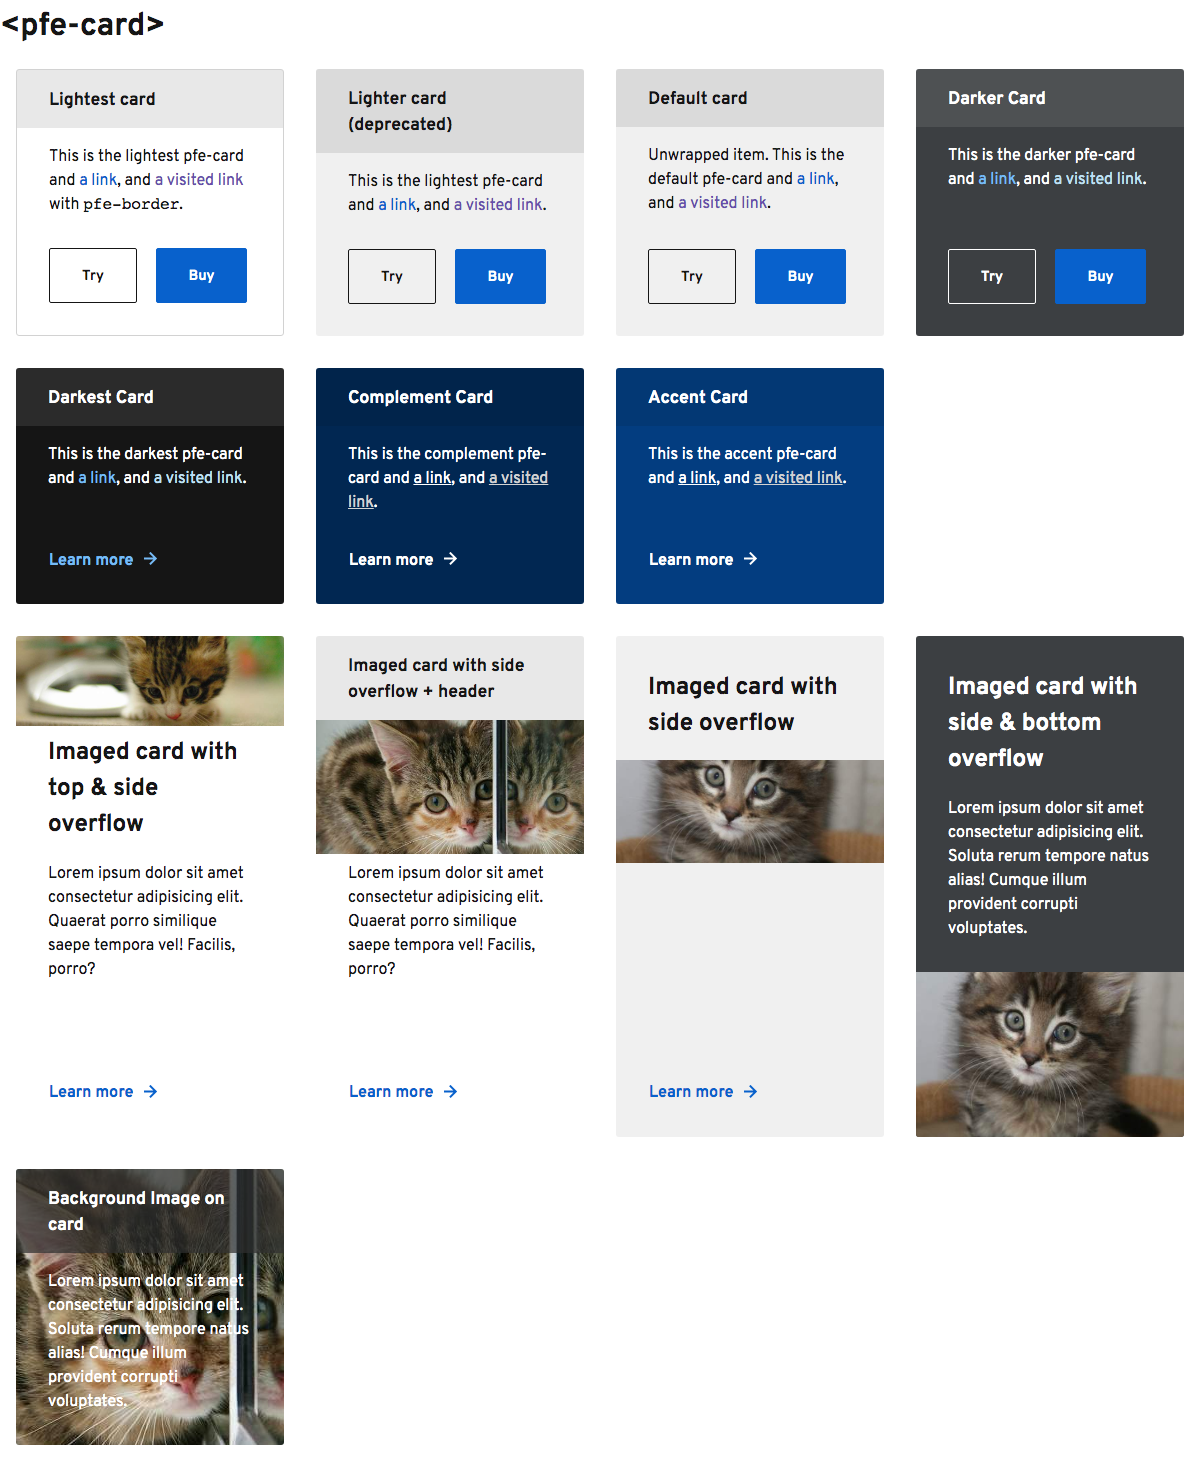 <pfe-card>
Lightest card
This is the lightest pfe-card
and a link, and a visited link
with pfe-border.
Try
Buy
Lighter card
(deprecated)
This is the lightest pfe-card
and a link, and a visited link.
Try
Buy
Default card
Unwrapped item. This is the
default pfe-card and a link,
and a visited link.
Try
Buy
Darker Card
This is the darker pfe-card
and a link, and a visited link.
Try
Buy
Darkest Card
This is the darkest pfe-card
and a link, and a visited link.
Learn more →
Complement Card
This is the complement pfe-
card and a link, and a visited
link.
Learn more →
Accent Card
This is the accent pfe-card
and a link, and a visited link.
Learn more →
Imaged card with
top & side
overflow
Lorem ipsum dolor sit amet
consectetur adipisicing elit.
Quaerat porro similique
saepe tempora vel! Facilis,
porro?
Learn more →
Imaged card with side
overflow + header
Lorem ipsum dolor sit amet
consectetur adipisicing elit.
Quaerat porro similique
saepe tempora vel! Facilis,
porro?
Learn more →
Imaged card with
side overflow
Learn more →
Imaged card with
side & bottom
overflow
Lorem ipsum dolor sit amet
consectetur adipisicing elit.
Soluta rerum tempore natus
alias! Cumque illum
provident corrupti
voluptates.
Background Image on
card
Lorem ipsum dolor sit amet
consectetur adipisicing elit.
Soluta rerum tempore natus
alias! Cumque illum
provident corrupti
voluptates.